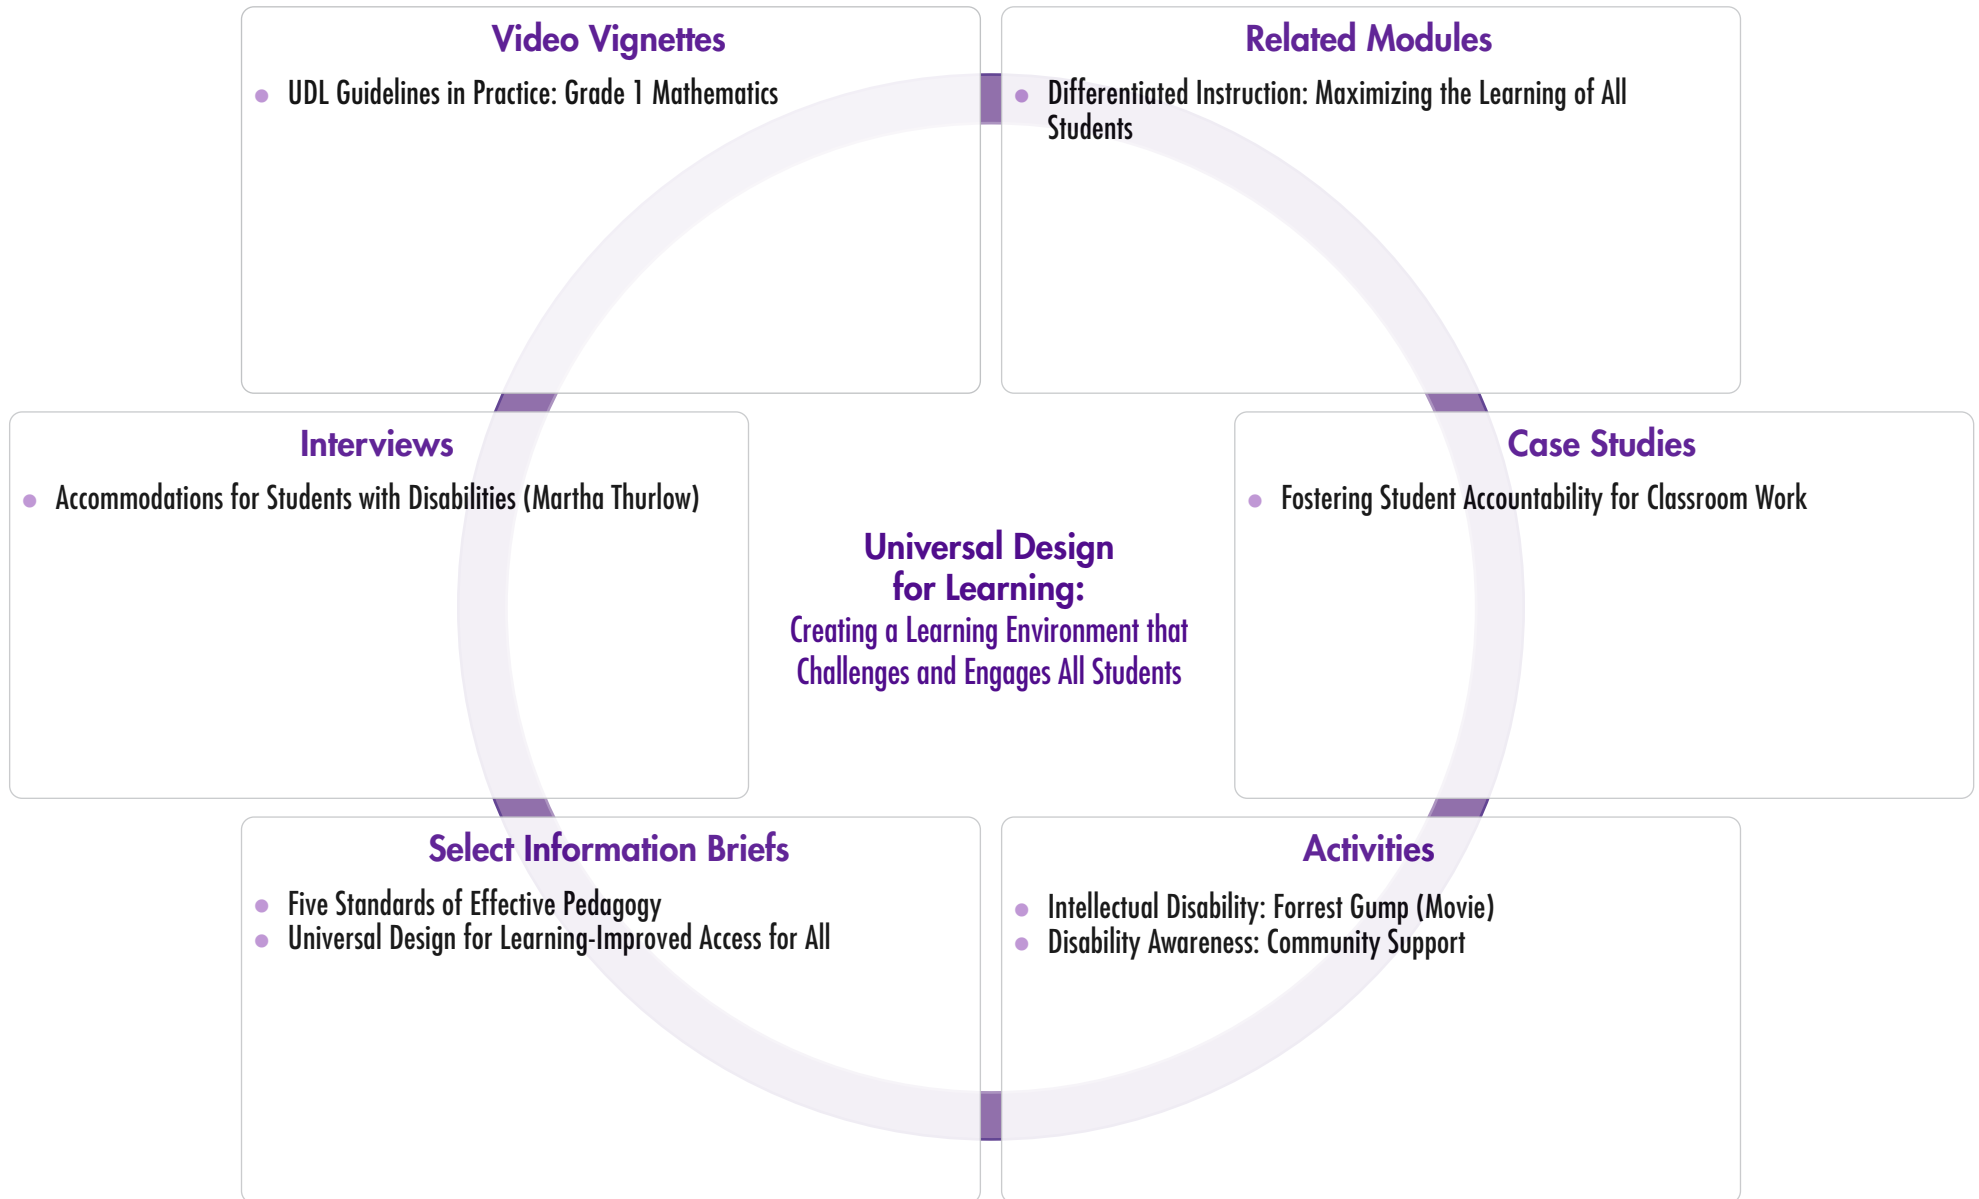 Video Vignettes
UDL Guidelines in Practice: Grade 1 Mathematics
Related Modules
Differentiated Instruction: Maximizing the Learning of All
Students
Interviews
Accommodations for Students with Disabilities (Martha Thurlow)
Universal Design
for Learning:
Creating a Learning Environment that
Challenges and Engages All Students
Case Studies
Fostering Student Accountability for Classroom Work
Select Information Briefs
Five Standards of Effective Pedagogy
Universal Design for Learning-Improved Access for All
Activities
Intellectual Disability: Forrest Gump (Movie)
Disability Awareness: Community Support